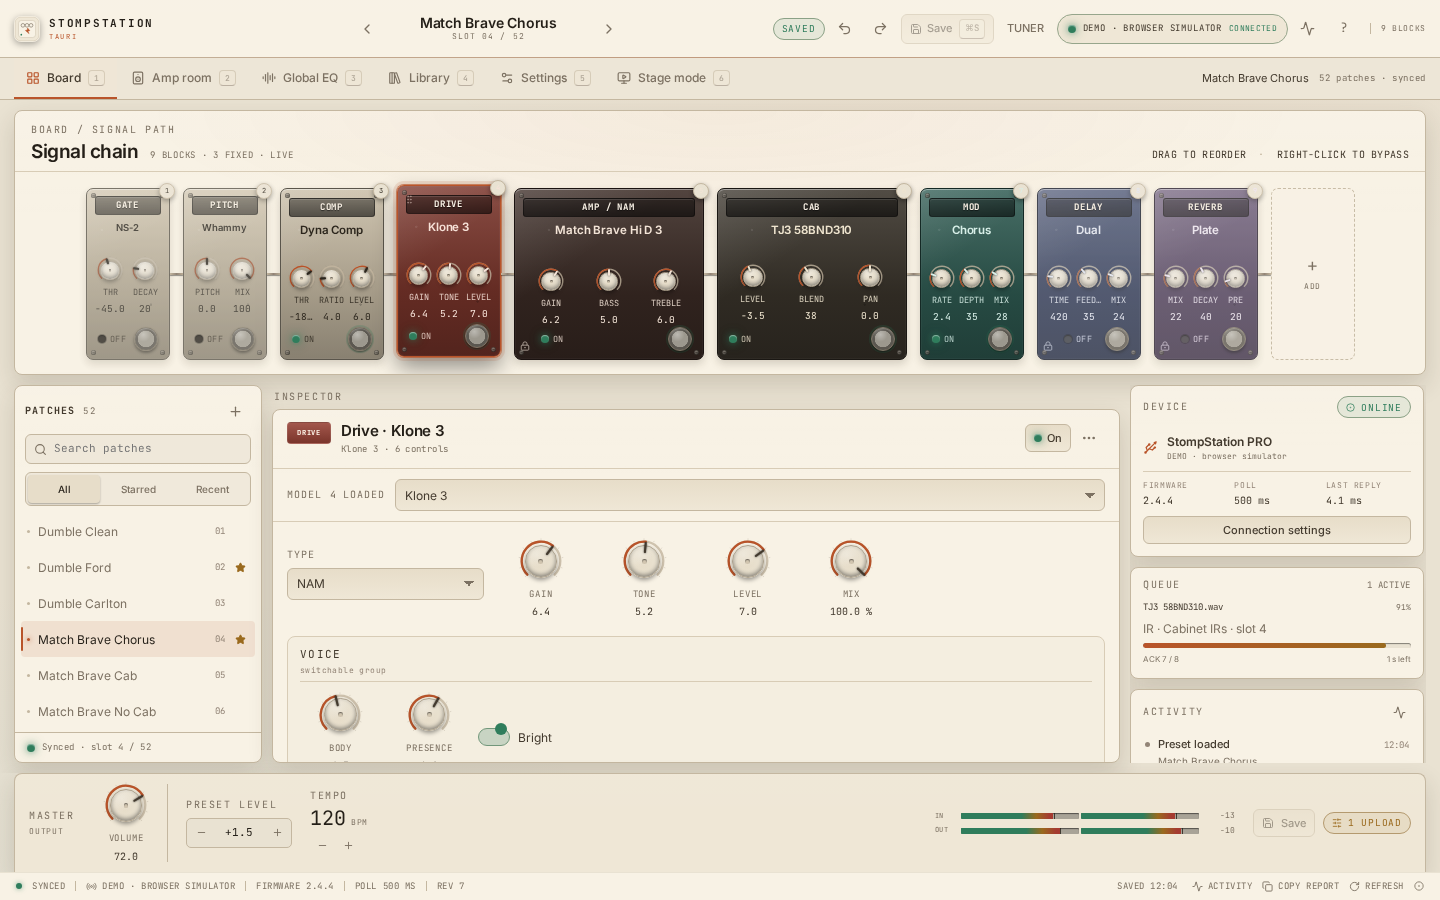 STOMPSTATION
TAURI
Match Brave Chorus
SLOT 04 / 52
SAVED
Save ⌘S
TUNER
DEMO · BROWSER SIMULATOR CONNECTED
?
9 BLOCKS
Board 1
Amp room 2
Global EQ 3
Library 4
Settings 5
Stage mode 6
Match Brave Chorus 52 patches · synced
BOARD / SIGNAL PATH
Signal chain 9 BLOCKS · 3 FIXED · LIVE
DRAG TO REORDER · RIGHT-CLICK TO BYPASS
1
GATE
NS-2
THR DECAY
-45.0 20
OFF
2
PITCH
Whammy
PITCH MIX
0.0 100
OFF
3
COMP
Dyna Comp
THR RATIO LEVEL
-18… 4.0 6.0
ON
DRIVE
Klone 3
GAIN TONE LEVEL
6.4 5.2 7.0
ON
AMP / NAM
Match Brave Hi D 3
GAIN BASS TREBLE
6.2 5.0 6.0
ON
CAB
TJ3 58BND310
LEVEL BLEND PAN
-3.5 38 0.0
ON
MOD
Chorus
RATE DEPTH MIX
2.4 35 28
ON
DELAY
Dual
TIME FEED… MIX
420 35 24
OFF
REVERB
Plate
MIX DECAY PRE
22 40 20
OFF
+
ADD
PATCHES 52
+
Search patches
All Starred Recent
Dumble Clean 01
Dumble Ford 02
Dumble Carlton 03
Match Brave Chorus 04
Match Brave Cab 05
Match Brave No Cab 06
Synced · slot 4 / 52
INSPECTOR
DRIVE
Drive · Klone 3
Klone 3 · 6 controls
On
MODEL 4 LOADED
Klone 3
TYPE
NAM
GAIN TONE LEVEL MIX
6.4 5.2 7.0 100.0 %
VOICE
switchable group
BODY PRESENCE
Bright
DEVICE
ONLINE
StompStation PRO
DEMO · browser simulator
FIRMWARE POLL LAST REPLY
2.4.4 500 ms 4.1 ms
Connection settings
QUEUE 1 ACTIVE
TJ3 58BND310.wav 91%
IR · Cabinet IRs · slot 4
ACK 7 / 8 1 s left
ACTIVITY
Preset loaded 12:04
Match Brave Chorus
MASTER
OUTPUT
VOLUME
72.0
PRESET LEVEL
− +1.5 +
TEMPO
120 BPM
− +
IN -13
OUT -10
Save
1 UPLOAD
SYNCED DEMO · BROWSER SIMULATOR FIRMWARE 2.4.4 POLL 500 MS REV 7
SAVED 12:04 ACTIVITY COPY REPORT REFRESH